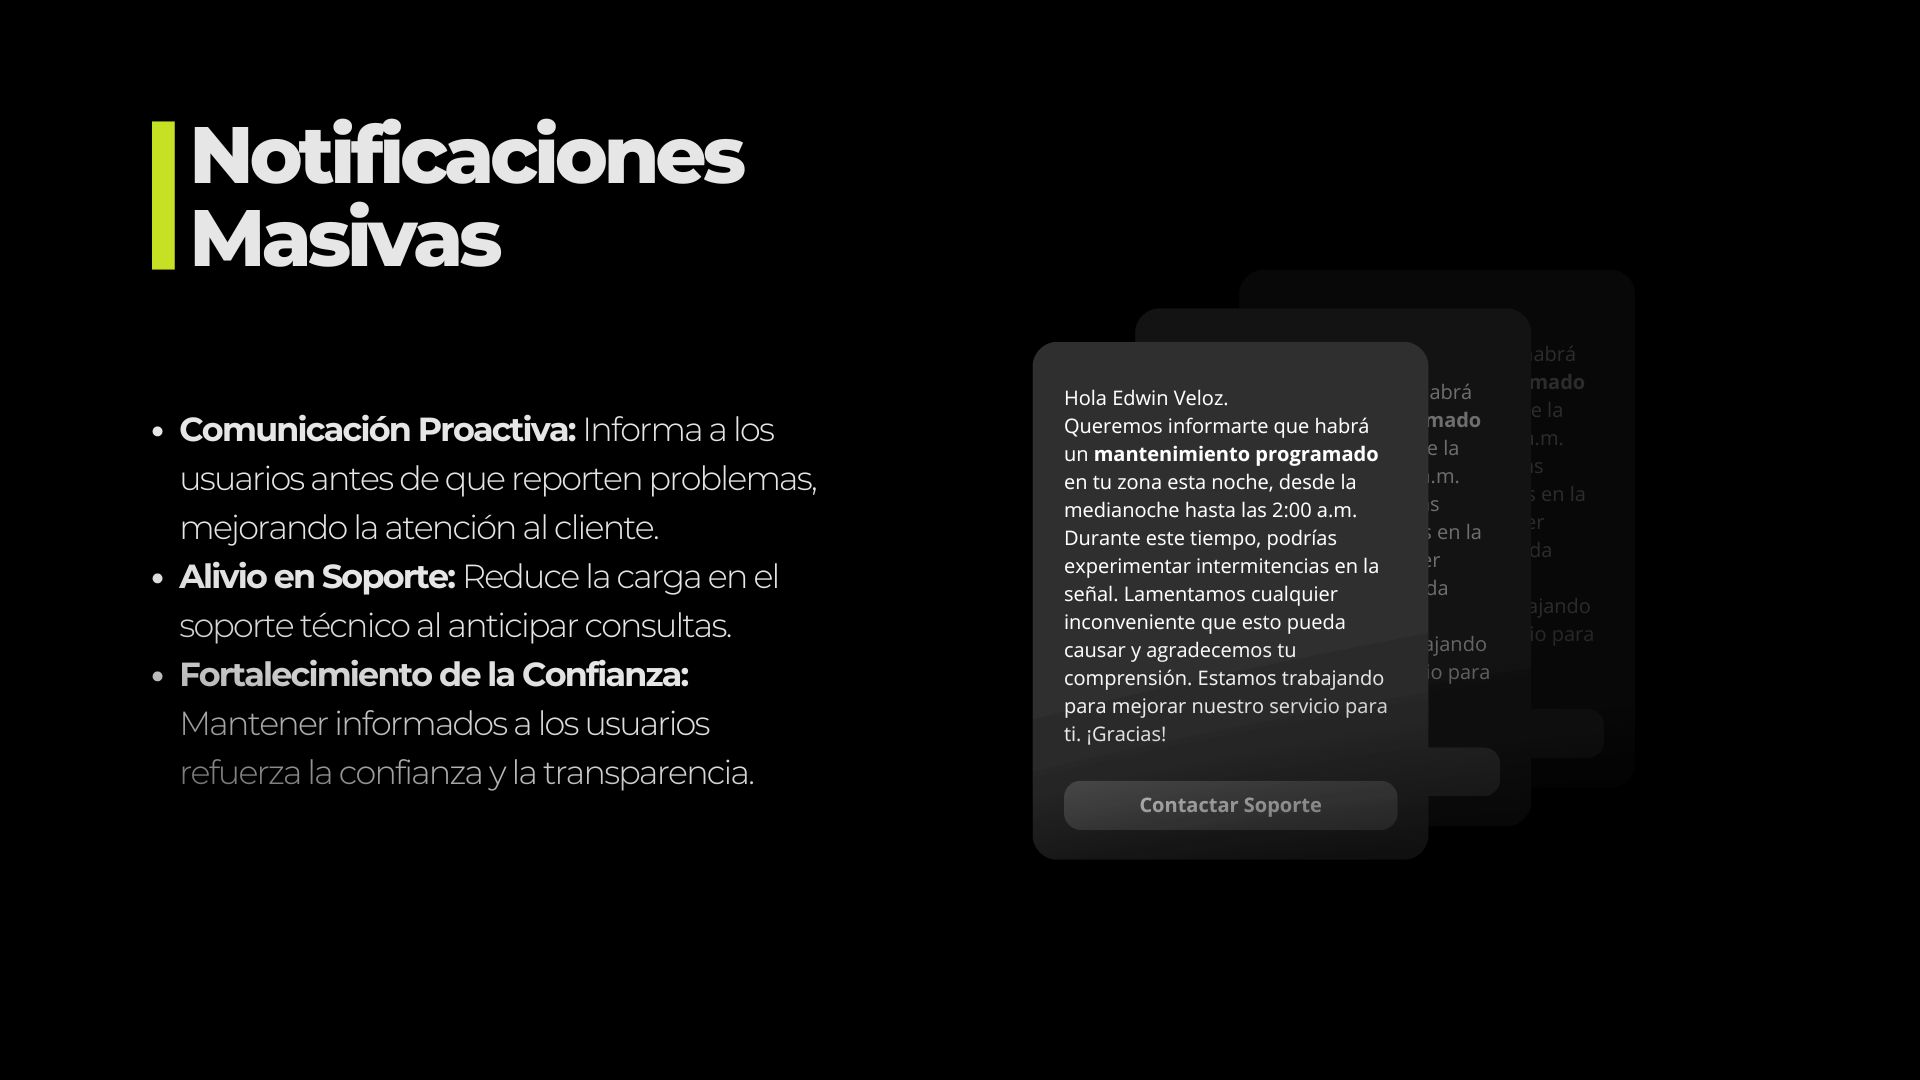 Notificaciones
Masivas
• Comunicación Proactiva: Informa a los
usuarios antes de que reporten problemas,
mejorando la atención al cliente.
• Alivio en Soporte: Reduce la carga en el
soporte técnico al anticipar consultas.
• Fortalecimiento de la Confianza:
Mantener informados a los usuarios
refuerza la confianza y la transparencia.
Hola Edwin Veloz.
Queremos informarte que habrá
un mantenimiento programado
en tu zona esta noche, desde la
medianoche hasta las 2:00 a.m.
Durante este tiempo, podrías
experimentar intermitencias en la
señal. Lamentamos cualquier
inconveniente que esto pueda
causar y agradecemos tu
comprensión. Estamos trabajando
para mejorar nuestro servicio para
ti. ¡Gracias!
Contactar Soporte